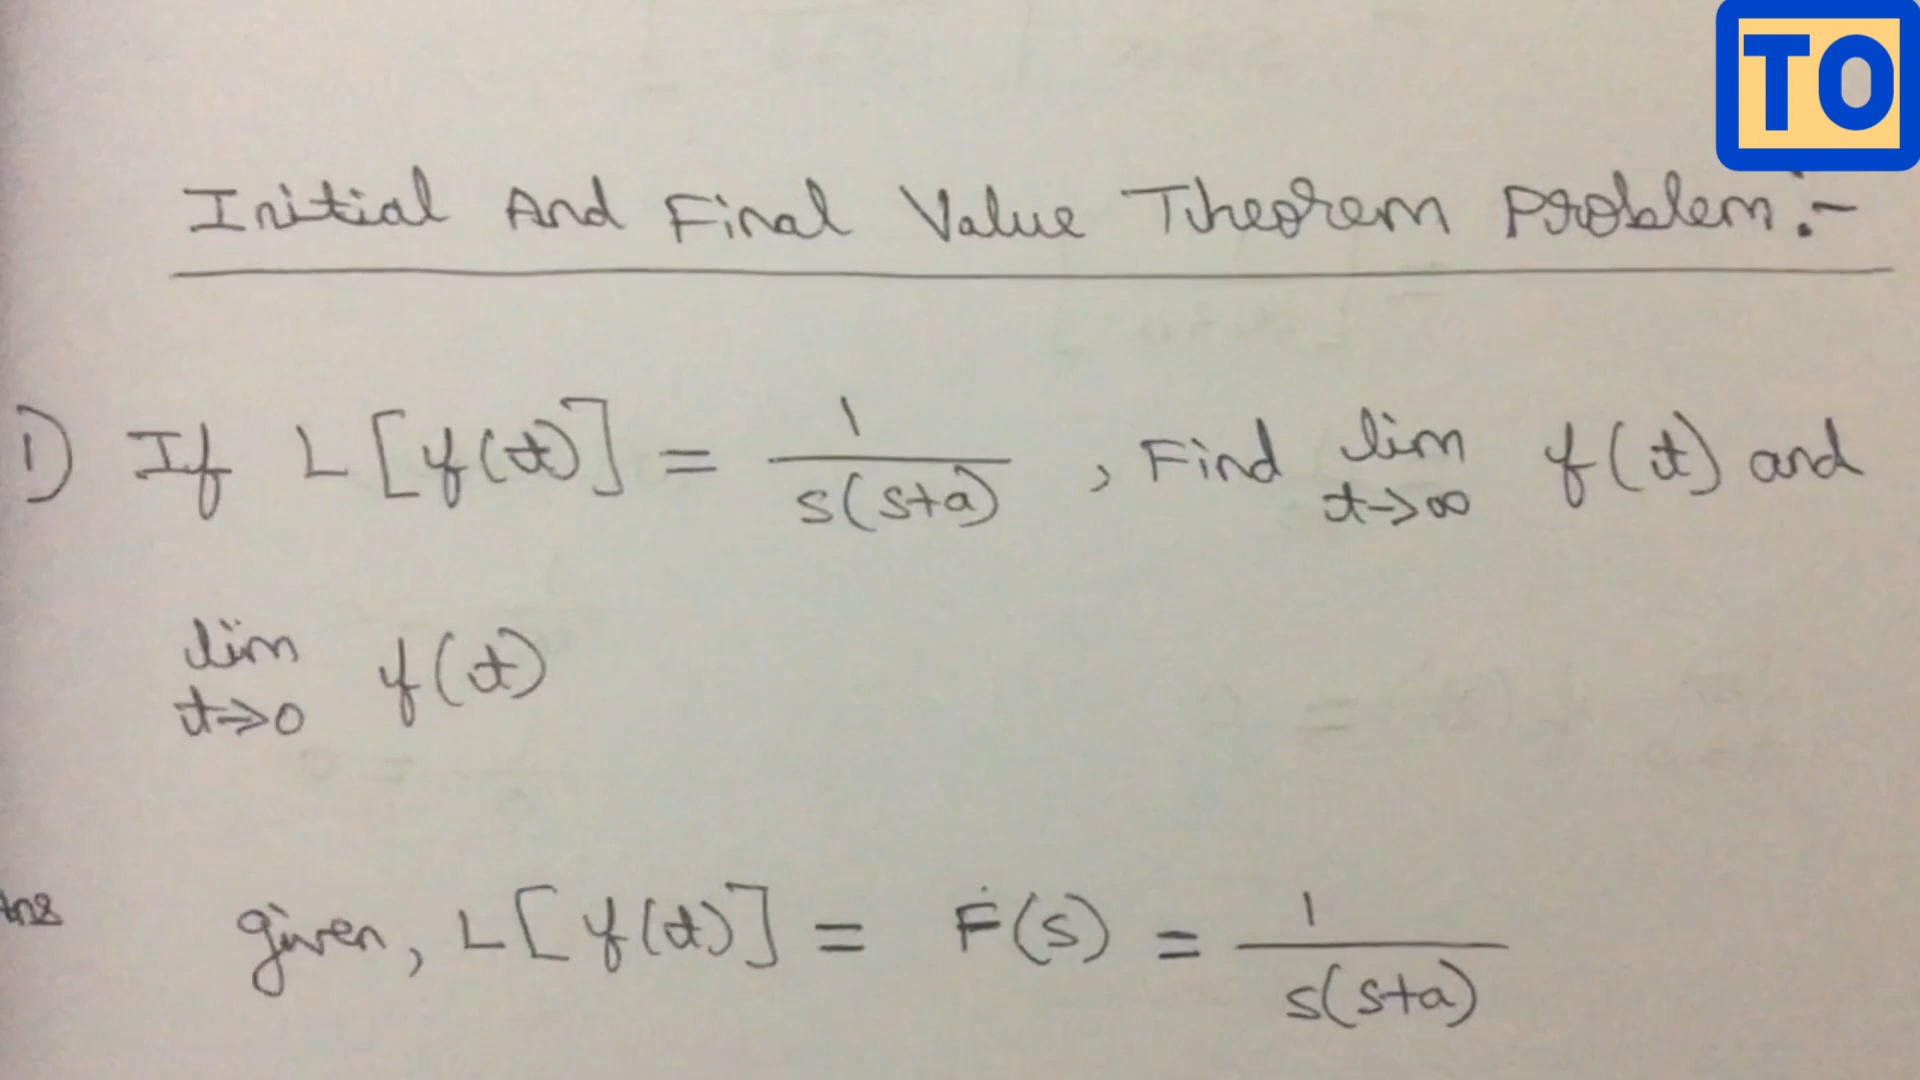 TO
Initial And Final Value Theorem Problem:-
1) If L[f(t)] = 1/s(s+a) , Find lim t->∞ f(t) and
lim t->0 f(t)
Ans given, L[f(t)] = F(s) = 1/s(s+a)